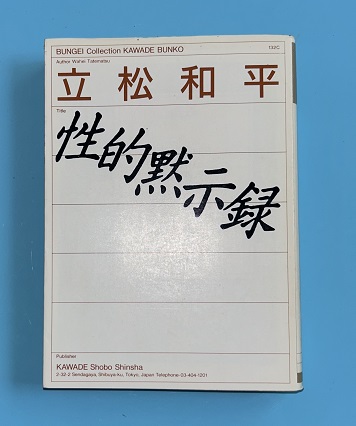 BUNGEI Collection KAWADE BUNKO
132C
Author Wahei Tatematsu
立松和平
Title
性的黙示録
Publisher
KAWADE Shobo Shinsha
2-32-2 Sendagaya, Shibuya-ku, Tokyo, Japan Telephone-03-404-1201